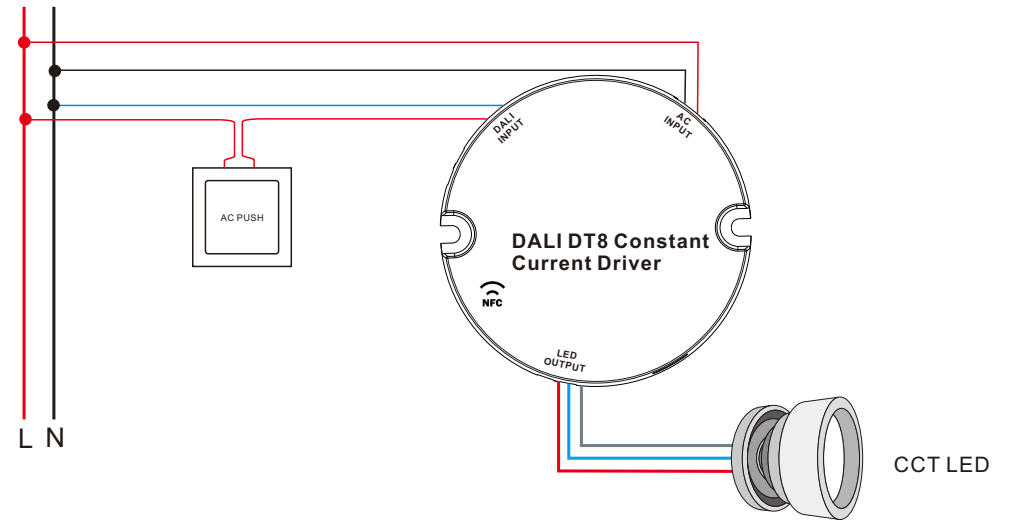 DALI
INPUT
AC
INPUT
AC PUSH
DALI DT8 Constant
Current Driver
NFC
LED
OUTPUT
L N
CCT LED